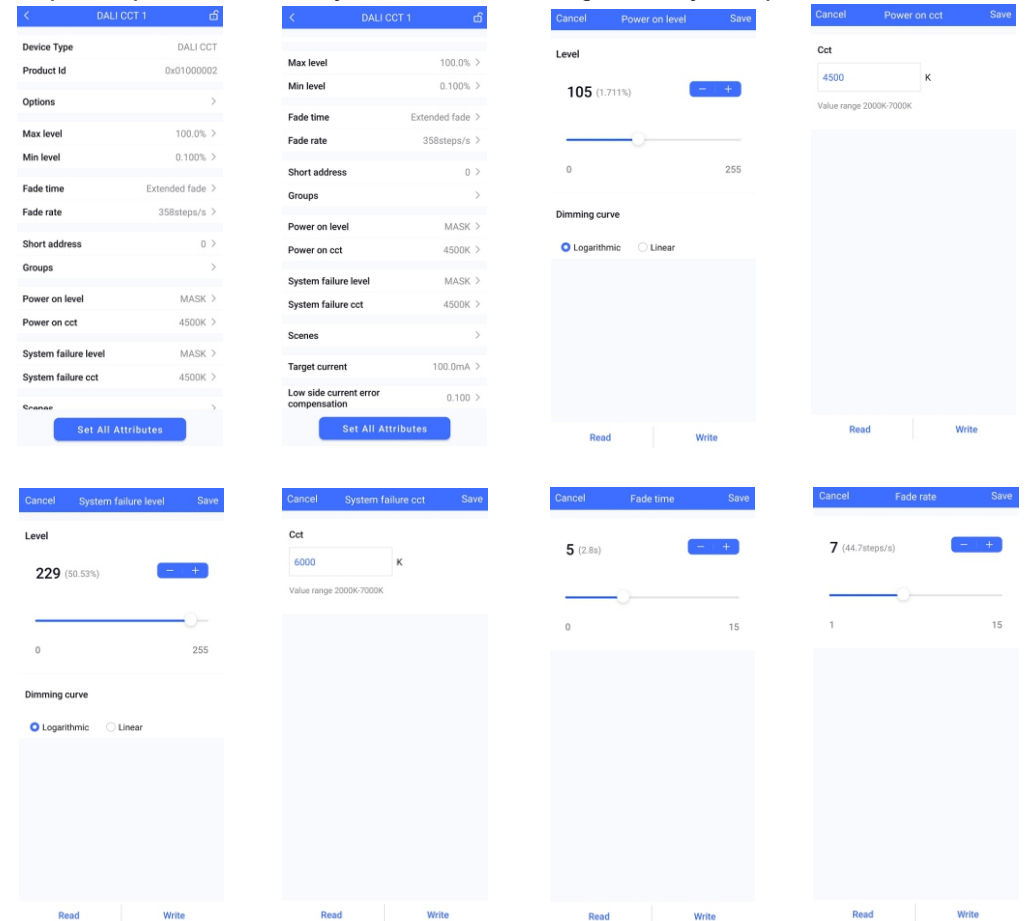 DALI CCT 1
Device Type DALI CCT
Product Id 0x01000002
Options
Max level 100.0%
Min level 0.100%
Fade time Extended fade
Fade rate 358steps/s
Short address 0
Groups
Power on level MASK
Power on cct 4500K
System failure level MASK
System failure cct 4500K
Scenes
Set All Attributes
DALI CCT 1
Max level 100.0%
Min level 0.100%
Fade time Extended fade
Fade rate 358steps/s
Short address 0
Groups
Power on level MASK
Power on cct 4500K
System failure level MASK
System failure cct 4500K
Scenes
Target current 100.0mA
Low side current error
compensation 0.100
Set All Attributes
Cancel Power on level Save
Level
105 (1.711%) - +
0 255
Dimming curve
Logarithmic Linear
Read Write
Cancel Power on cct Save
Cct
4500 K
Value range 2000K-7000K
Read Write
Cancel System failure level Save
Level
229 (50.53%) - +
0 255
Dimming curve
Logarithmic Linear
Read Write
Cancel System failure cct Save
Cct
6000 K
Value range 2000K-7000K
Read Write
Cancel Fade time Save
5 (2.8s) - +
0 15
Read Write
Cancel Fade rate Save
7 (44.7steps/s) - +
1 15
Read Write